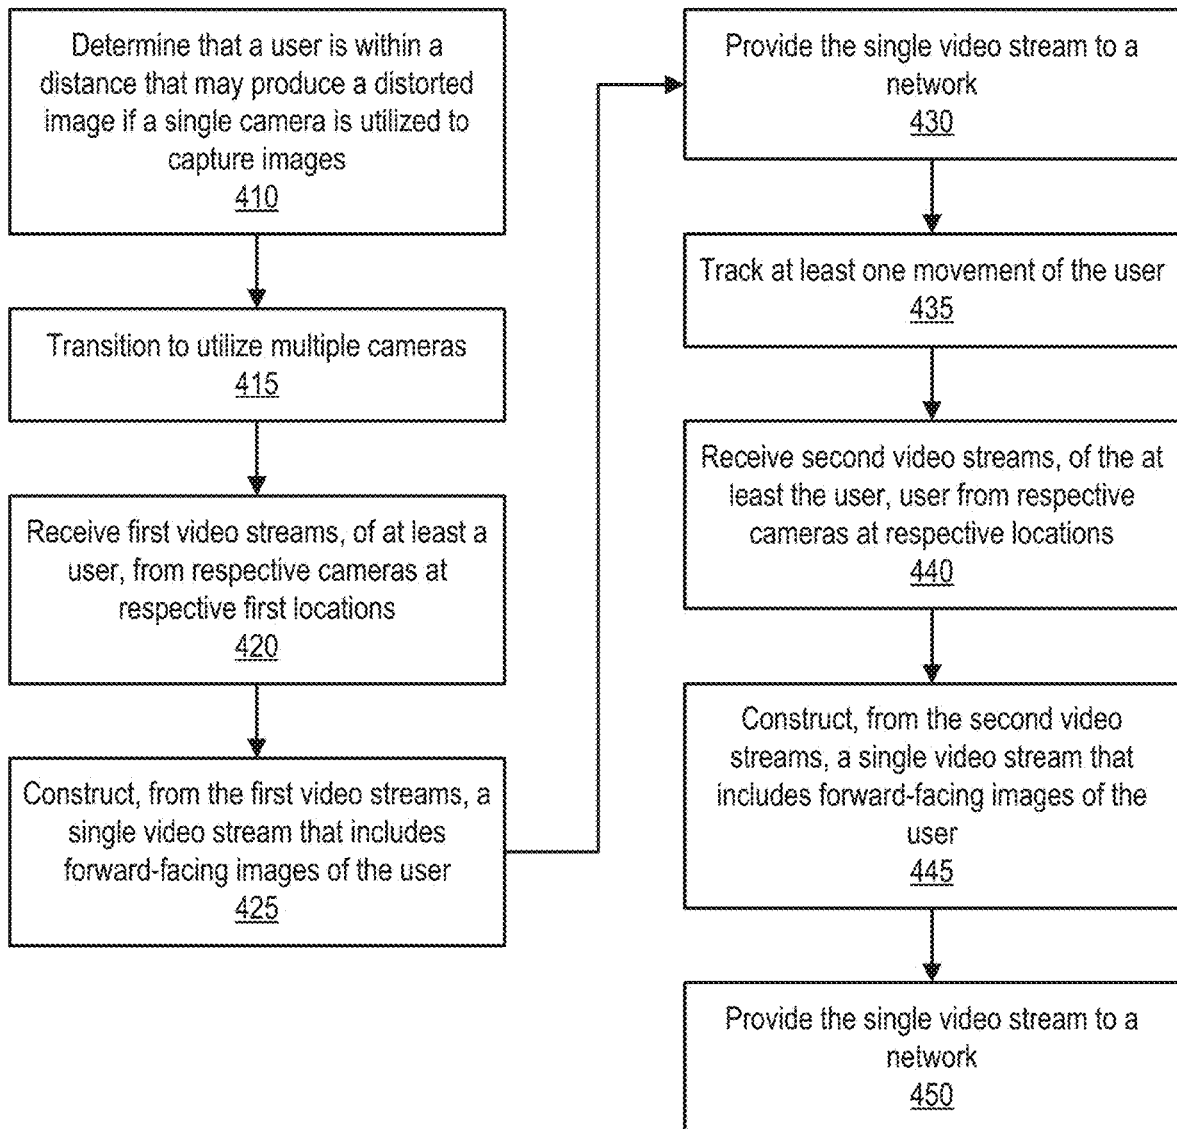 Determine that a user is within a
distance that may produce a distorted
image if a single camera is utilized to
capture images
410
Transition to utilize multiple cameras
415
Receive first video streams, of at least a
user, from respective cameras at
respective first locations
420
Construct, from the first video streams, a
single video stream that includes
forward-facing images of the user
425
Provide the single video stream to a
network
430
Track at least one movement of the user
435
Receive second video streams, of the at
least the user, user from respective
cameras at respective locations
440
Construct, from the second video
streams, a single video stream that
includes forward-facing images of the
user
445
Provide the single video stream to a
network
450